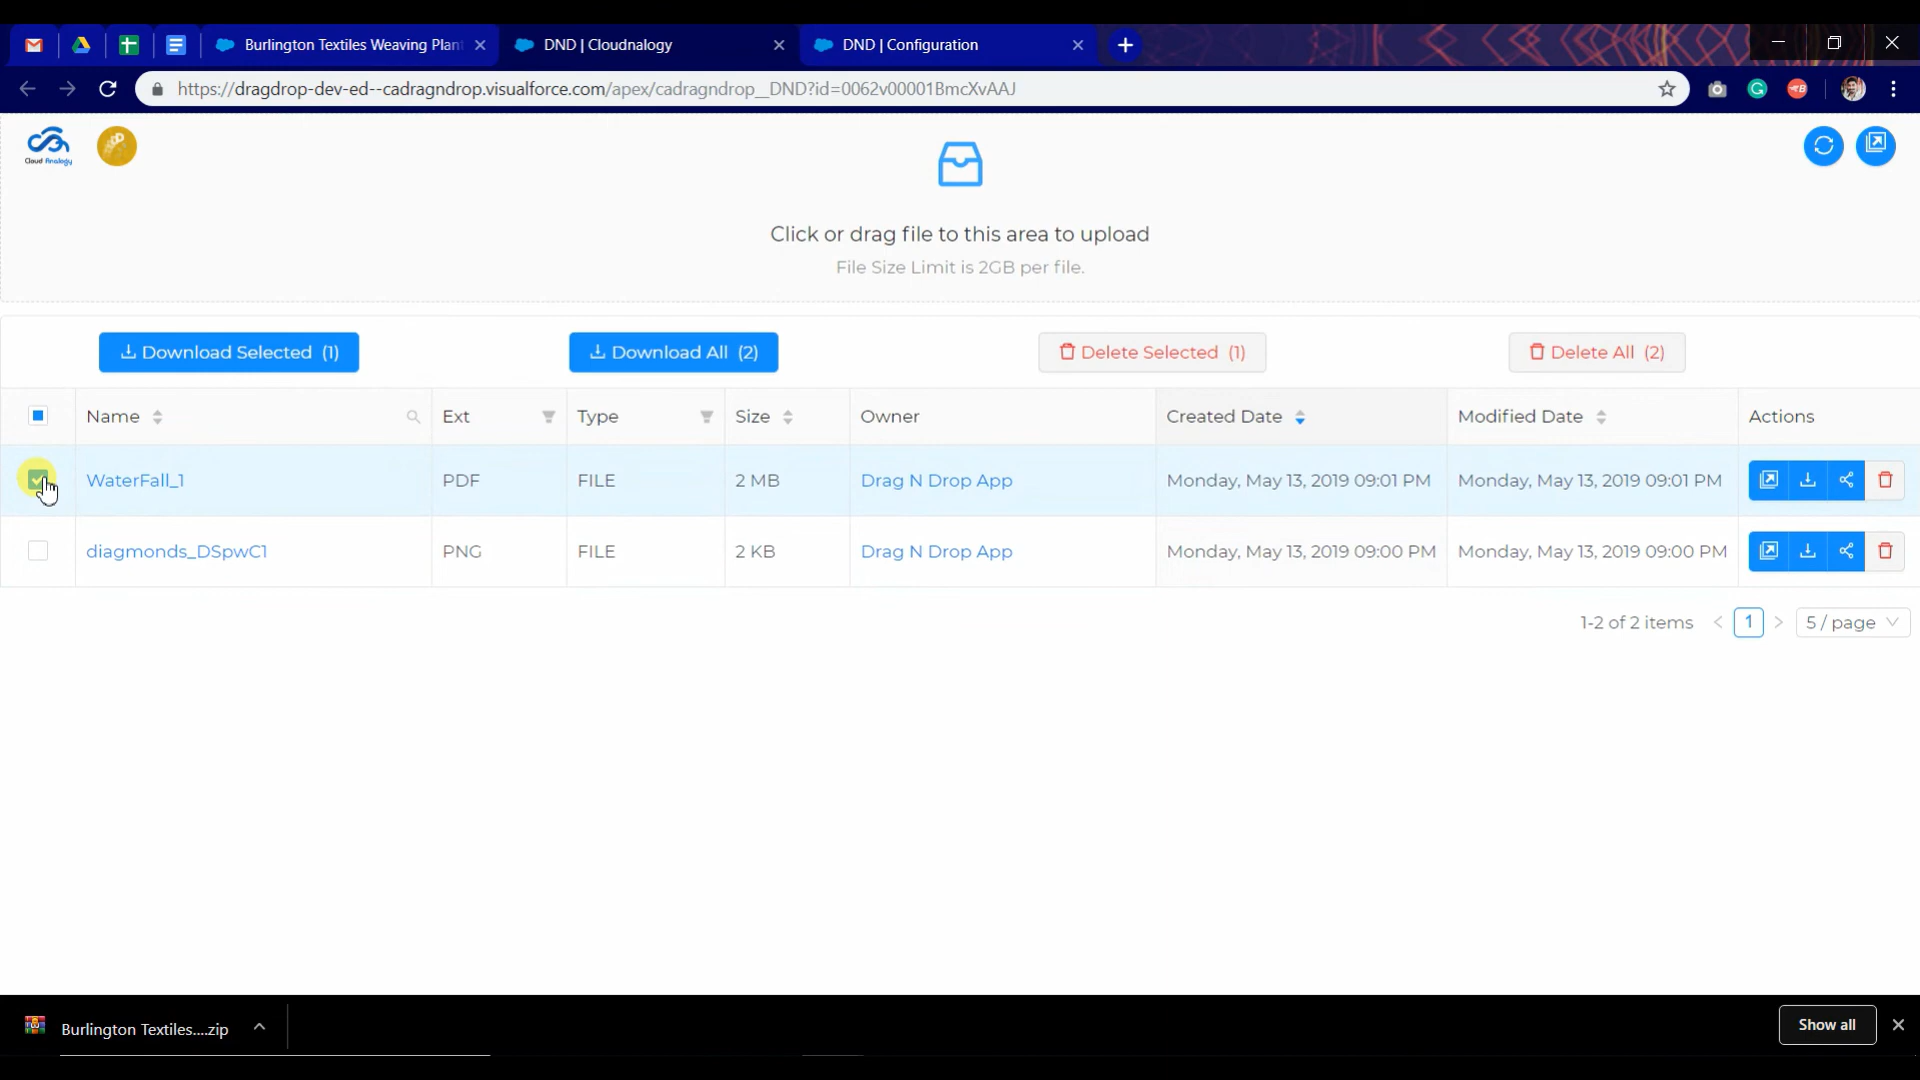 Burlington Textiles Weaving Plant
DND | Cloudnalogy
DND | Configuration
https://dragdrop-dev-ed--cadragndrop.visualforce.com/apex/cadragndrop__DND?id=0062v00001BmcXvAAJ
Cloud Analogy
Click or drag file to this area to upload
File Size Limit is 2GB per file.
Download Selected (1)
Download All (2)
Delete Selected (1)
Delete All (2)
Name
Ext
Type
Size
Owner
Created Date
Modified Date
Actions
WaterFall_1
PDF
FILE
2 MB
Drag N Drop App
Monday, May 13, 2019 09:01 PM
Monday, May 13, 2019 09:01 PM
diagmonds_DSpwC1
PNG
FILE
2 KB
Drag N Drop App
Monday, May 13, 2019 09:00 PM
Monday, May 13, 2019 09:00 PM
1-2 of 2 items
1
5 / page
Burlington Textiles....zip
Show all